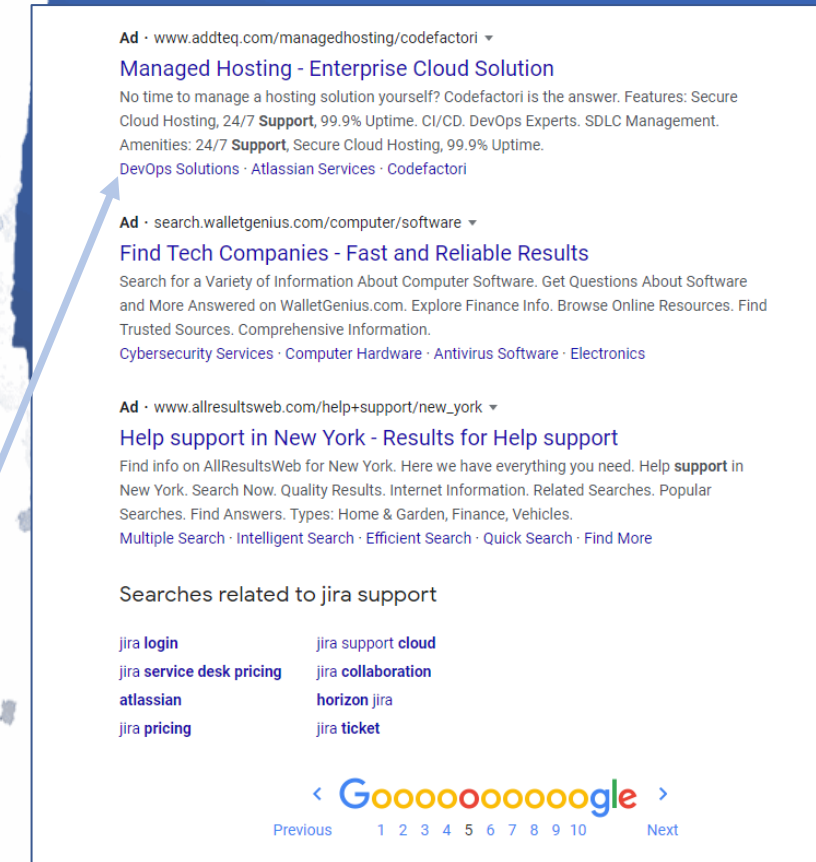 Ad · www.addteq.com/managedhosting/codefactori
Managed Hosting - Enterprise Cloud Solution
No time to manage a hosting solution yourself? Codefactori is the answer. Features: Secure
Cloud Hosting, 24/7 Support, 99.9% Uptime. CI/CD. DevOps Experts. SDLC Management.
Amenities: 24/7 Support, Secure Cloud Hosting, 99.9% Uptime.
DevOps Solutions · Atlassian Services · Codefactori
Ad · search.walletgenius.com/computer/software
Find Tech Companies - Fast and Reliable Results
Search for a Variety of Information About Computer Software. Get Questions About Software
and More Answered on WalletGenius.com. Explore Finance Info. Browse Online Resources. Find
Trusted Sources. Comprehensive Information.
Cybersecurity Services · Computer Hardware · Antivirus Software · Electronics
Ad · www.allresultsweb.com/help+support/new_york
Help support in New York - Results for Help support
Find info on AllResultsWeb for New York. Here we have everything you need. Help support in
New York. Search Now. Quality Results. Internet Information. Related Searches. Popular
Searches. Find Answers. Types: Home & Garden, Finance, Vehicles.
Multiple Search · Intelligent Search · Efficient Search · Quick Search · Find More
Searches related to jira support
jira login jira support cloud
jira service desk pricing jira collaboration
atlassian horizon jira
jira pricing jira ticket
< Goooooooooogle >
Previous 1 2 3 4 5 6 7 8 9 10 Next